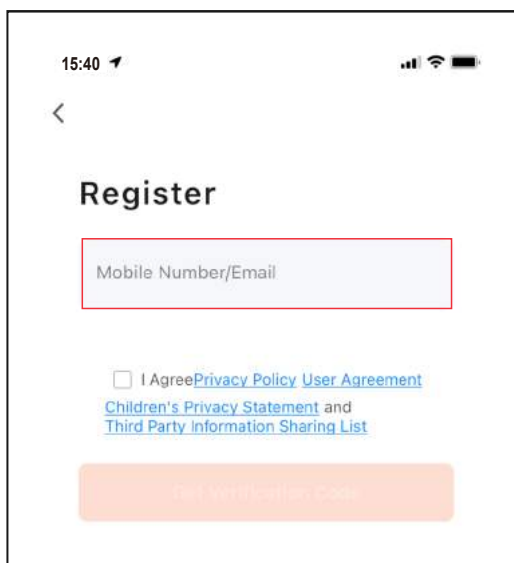 15:40
Register
Mobile Number/Email
I AgreePrivacy Policy User Agreement
Children's Privacy Statement and
Third Party Information Sharing List
Get Verification Code